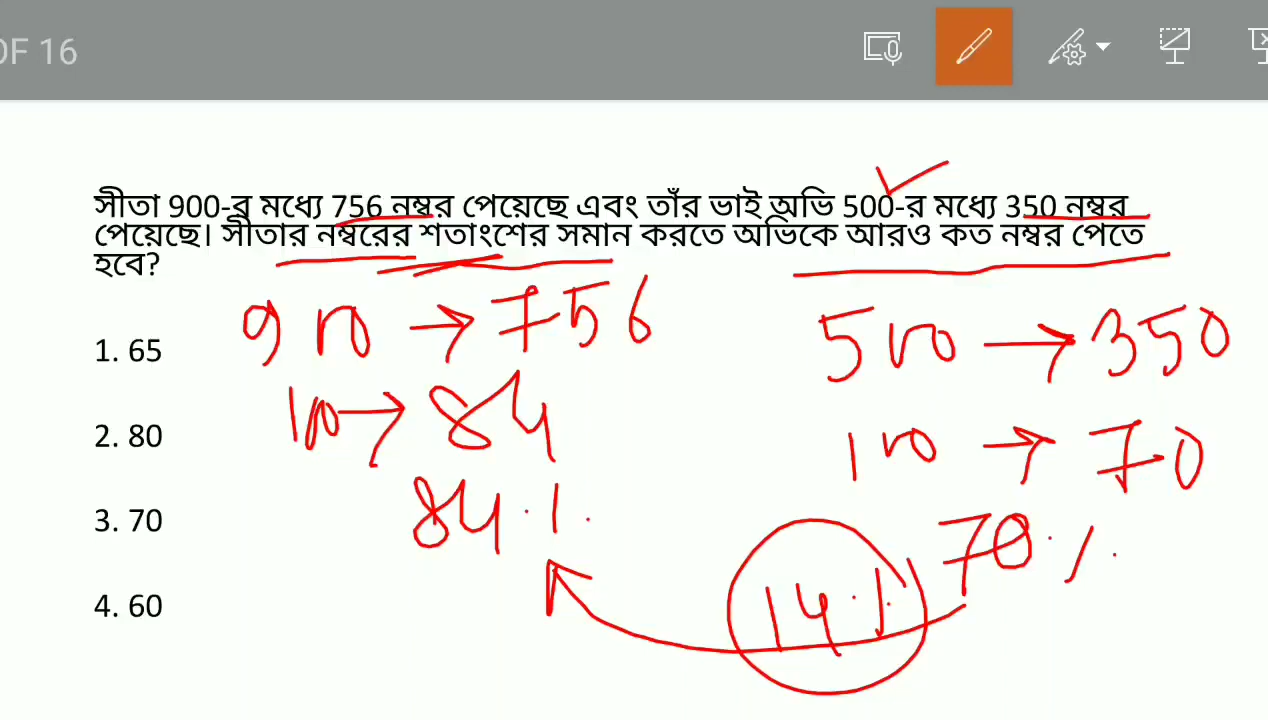 OF 16
সীতা 900-র মধ্যে 756 নম্বর পেয়েছে এবং তাঁর ভাই অভি 500-র মধ্যে 350 নম্বর
পেয়েছে। সীতার নম্বরের শতাংশের সমান করতে অভিকে আরও কত নম্বর পেতে
হবে?
900 → 756
500 → 350
1. 65
100 → 84
100 → 70
2. 80
84%
70%
3. 70
14%
4. 60